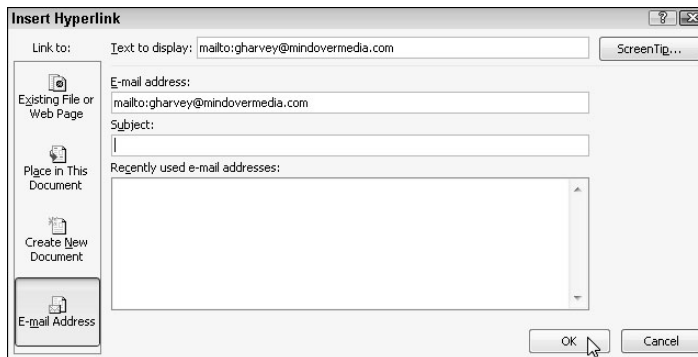 Insert Hyperlink
Link to:
Text to display: mailto:gharvey@mindovermedia.com
ScreenTip...
Existing File or
Web Page
E-mail address:
mailto:gharvey@mindovermedia.com
Subject:
Place in This
Document
Recently used e-mail addresses:
Create New
Document
E-mail Address
OK
Cancel